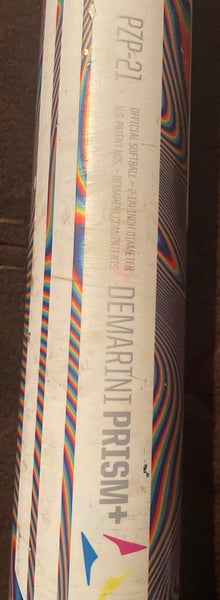 PZP-21
OFFICIAL SOFTBALL > 2 1/4 INCH DIAMETER
U.S. PATENT NOS. > DEMARINI.COM/PATENTS
DEMARINI PRISM+